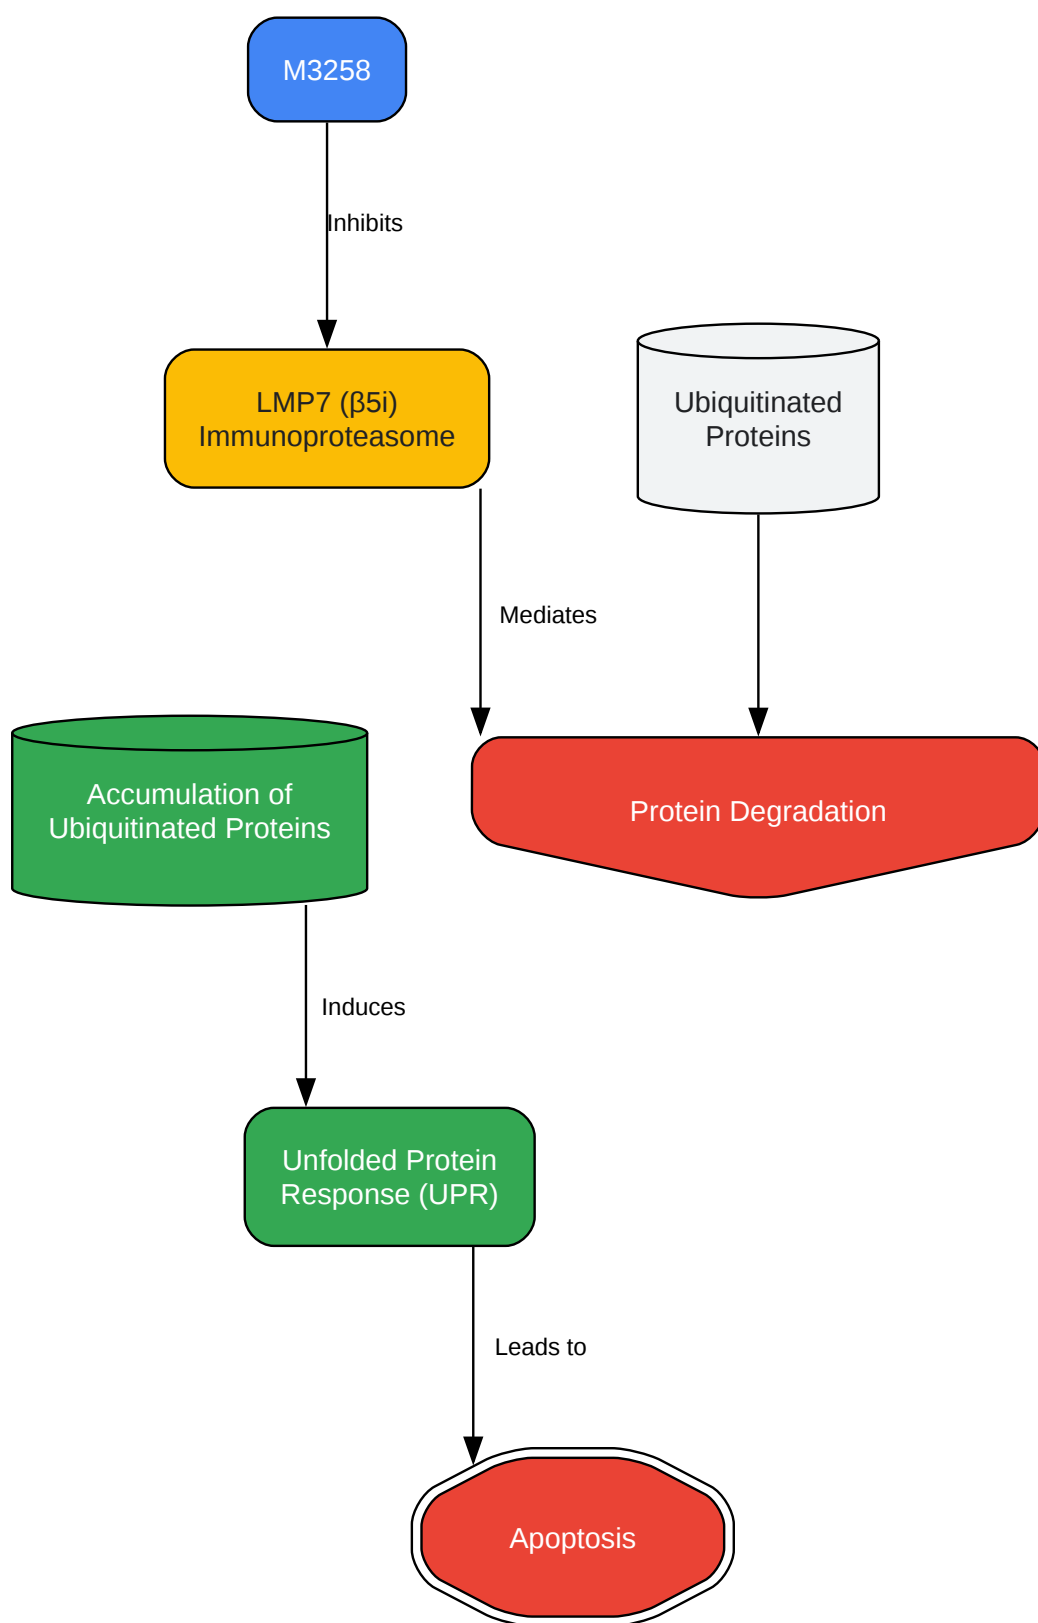 M3258
Inhibits
LMP7 (β5i)
Immunoproteasome
Ubiquitinated
Proteins
Mediates
Accumulation of
Ubiquitinated Proteins
Protein Degradation
Induces
Unfolded Protein
Response (UPR)
Leads to
Apoptosis